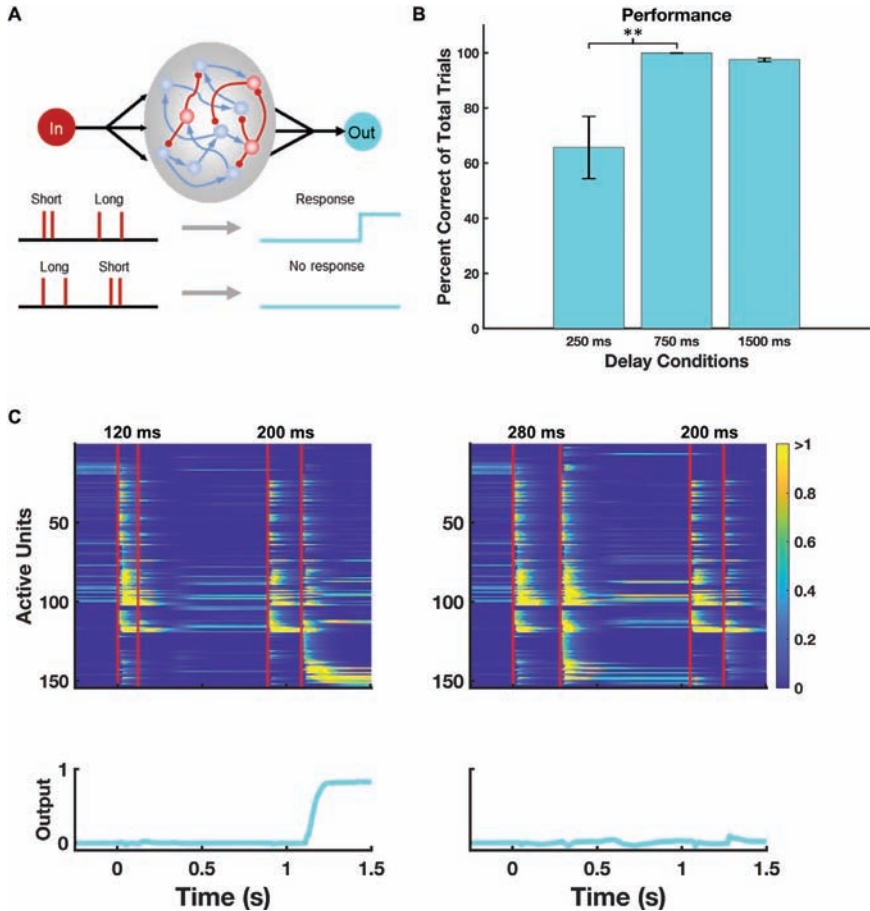 A
In
Out
Short Long
Response
Long Short
No response
B
Performance
**
Percent Correct of Total Trials
100
80
60
40
20
0
250 ms 750 ms 1500 ms
Delay Conditions
C
120 ms 200 ms
Active Units
50
100
150
280 ms 200 ms
50
100
150
>1
0.8
0.6
0.4
0.2
0
Output
1
0
0 0.5 1 1.5
Time (s)
0 0.5 1 1.5
Time (s)